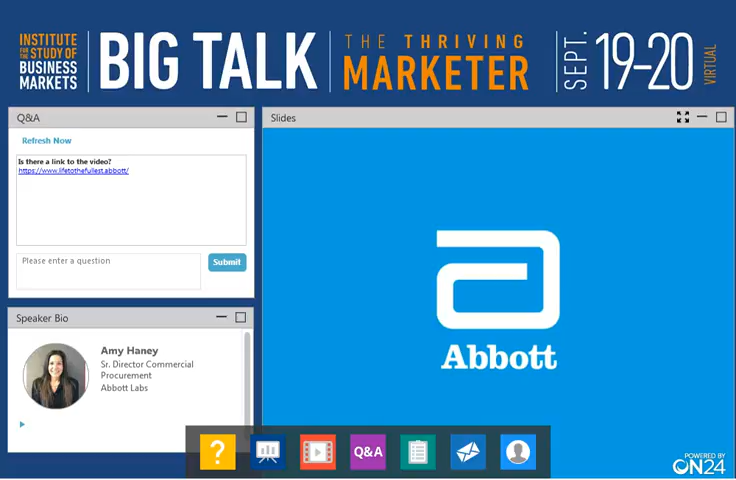 INSTITUTE
FOR THE STUDY OF
BUSINESS
MARKETS
BIG TALK
THE THRIVING
MARKETER
SEPT.
19–20
VIRTUAL
Q&A
Refresh Now
Is there a link to the video?
https://www.lifetothefullest.abbott/
Please enter a question
Submit
Speaker Bio
Amy Haney
Sr. Director Commercial
Procurement
Abbott Labs
Slides
Abbott
?
Q&A
POWERED BY
ON24